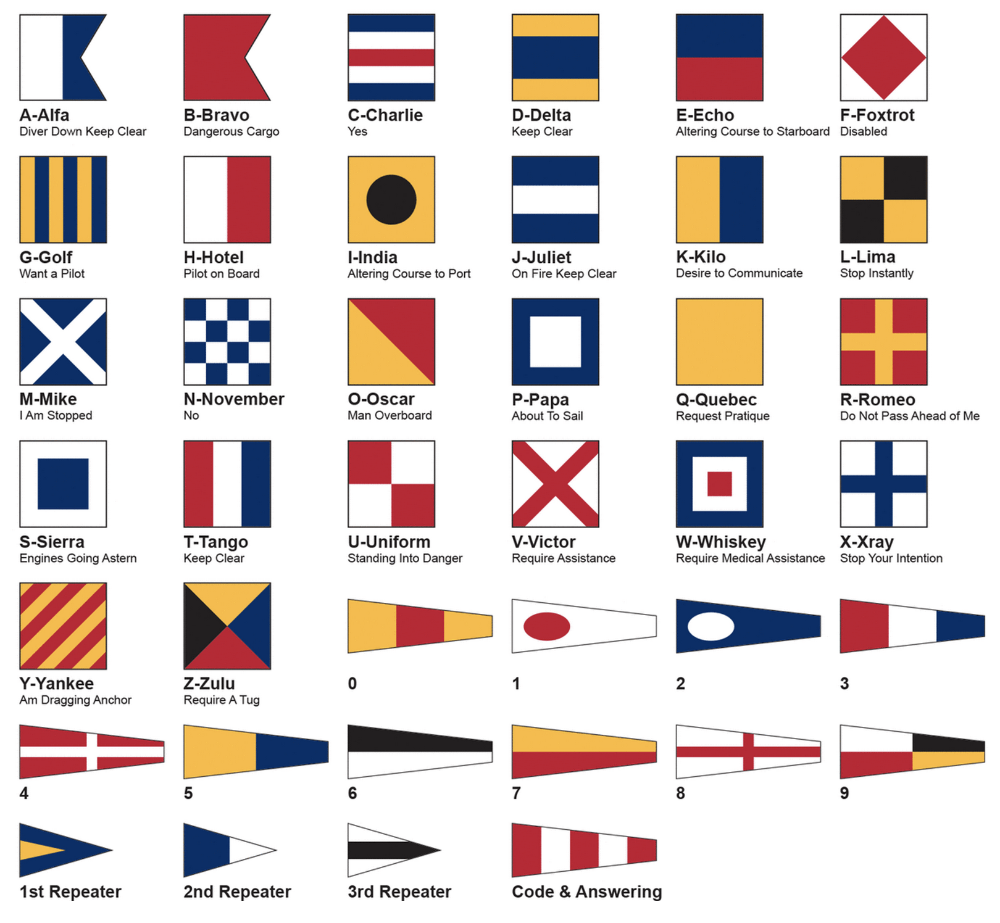 A-Alfa
Diver Down Keep Clear
B-Bravo
Dangerous Cargo
C-Charlie
Yes
D-Delta
Keep Clear
E-Echo
Altering Course to Starboard
F-Foxtrot
Disabled
G-Golf
Want a Pilot
H-Hotel
Pilot on Board
I-India
Altering Course to Port
J-Juliet
On Fire Keep Clear
K-Kilo
Desire to Communicate
L-Lima
Stop Instantly
M-Mike
I Am Stopped
N-November
No
O-Oscar
Man Overboard
P-Papa
About To Sail
Q-Quebec
Request Pratique
R-Romeo
Do Not Pass Ahead of Me
S-Sierra
Engines Going Astern
T-Tango
Keep Clear
U-Uniform
Standing Into Danger
V-Victor
Require Assistance
W-Whiskey
Require Medical Assistance
X-Xray
Stop Your Intention
Y-Yankee
Am Dragging Anchor
Z-Zulu
Require A Tug
0
1
2
3
4
5
6
7
8
9
1st Repeater
2nd Repeater
3rd Repeater
Code & Answering